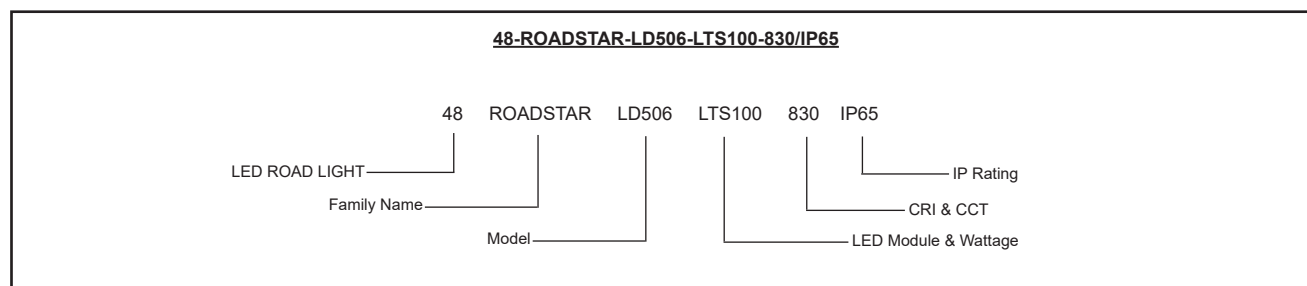 48-ROADSTAR-LD506-LTS100-830/IP65
48 ROADSTAR LD506 LTS100 830 IP65
LED ROAD LIGHT
IP Rating
Family Name
CRI & CCT
Model
LED Module & Wattage